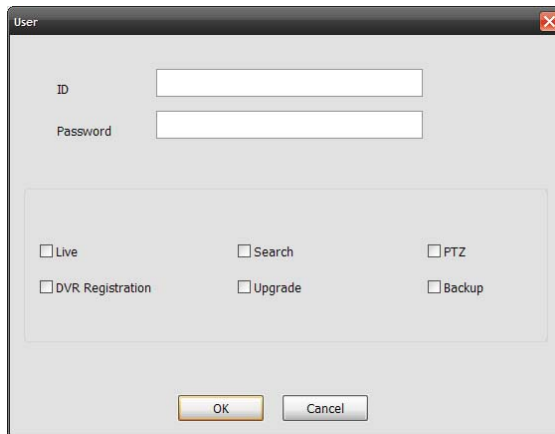 User
ID
Password
Live Search PTZ
DVR Registration Upgrade Backup
OK Cancel